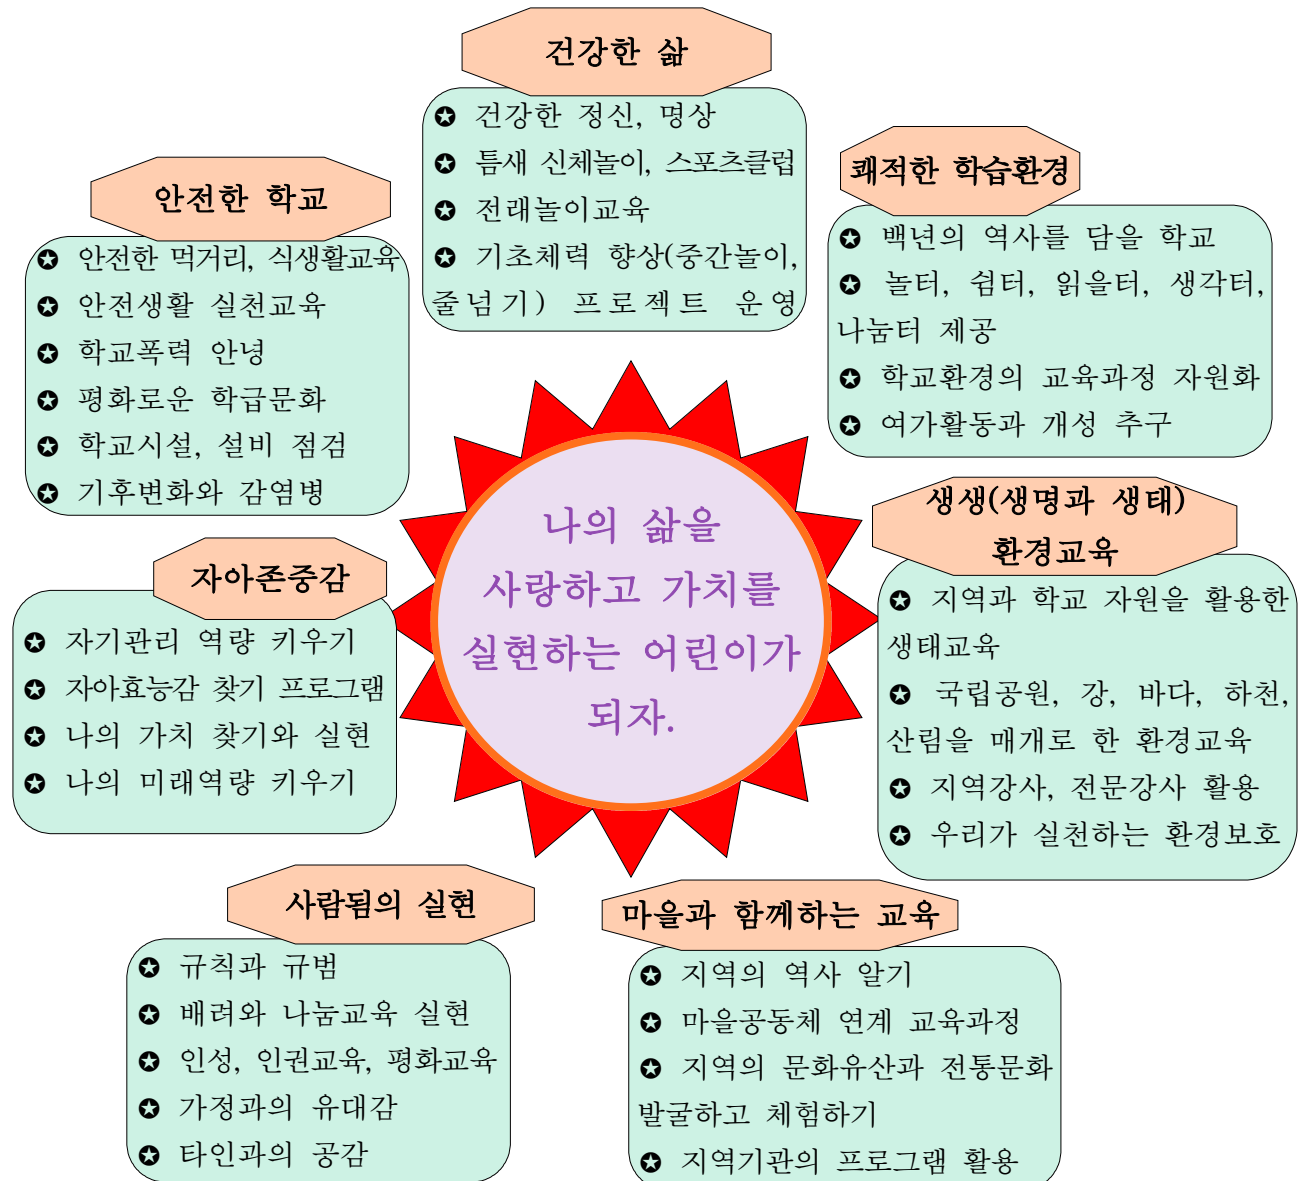 건강한 삶
✪ 건강한 정신, 명상
✪ 틈새 신체놀이, 스포츠클럽
✪ 전래놀이교육
✪ 기초체력 향상(중간놀이,
줄넘기) 프로젝트 운영
안전한 학교
✪ 안전한 먹거리, 식생활교육
✪ 안전생활 실천교육
✪ 학교폭력 안녕
✪ 평화로운 학급문화
✪ 학교시설, 설비 점검
✪ 기후변화와 감염병
쾌적한 학습환경
✪ 백년의 역사를 담을 학교
✪ 놀터, 쉼터, 읽을터, 생각터,
나눔터 제공
✪ 학교환경의 교육과정 자원화
✪ 여가활동과 개성 추구
나의 삶을
사랑하고 가치를
실현하는 어린이가
되자.
자아존중감
✪ 자기관리 역량 키우기
✪ 자아효능감 찾기 프로그램
✪ 나의 가치 찾기와 실현
✪ 나의 미래역량 키우기
생생(생명과 생태)
환경교육
✪ 지역과 학교 자원을 활용한
생태교육
✪ 국립공원, 강, 바다, 하천,
산림을 매개로 한 환경교육
✪ 지역강사, 전문강사 활용
✪ 우리가 실천하는 환경보호
사람됨의 실현
✪ 규칙과 규범
✪ 배려와 나눔교육 실현
✪ 인성, 인권교육, 평화교육
✪ 가정과의 유대감
✪ 타인과의 공감
마을과 함께하는 교육
✪ 지역의 역사 알기
✪ 마을공동체 연계 교육과정
✪ 지역의 문화유산과 전통문화
발굴하고 체험하기
✪ 지역기관의 프로그램 활용